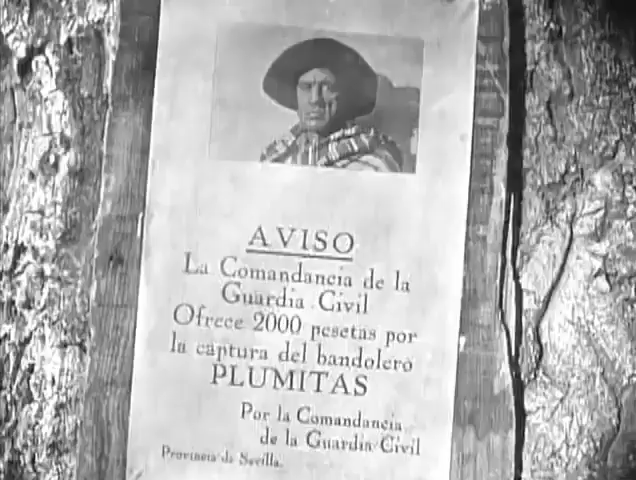 AVISO
La Comandancia de la
Guardia Civil
Ofrece 2000 pesetas por
la captura del bandolero
PLUMITAS
Por la Comandancia
de la Guardia Civil
Provincia de Sevilla.